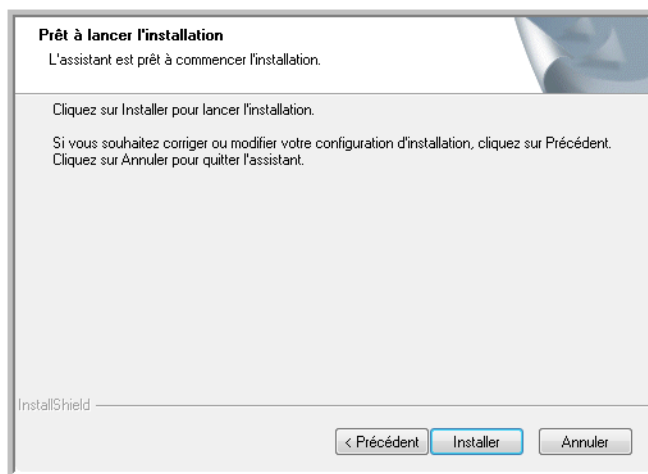 Prêt à lancer l'installation
L'assistant est prêt à commencer l'installation.
Cliquez sur Installer pour lancer l'installation.
Si vous souhaitez corriger ou modifier votre configuration d'installation, cliquez sur Précédent.
Cliquez sur Annuler pour quitter l'assistant.
InstallShield
< Précédent Installer Annuler